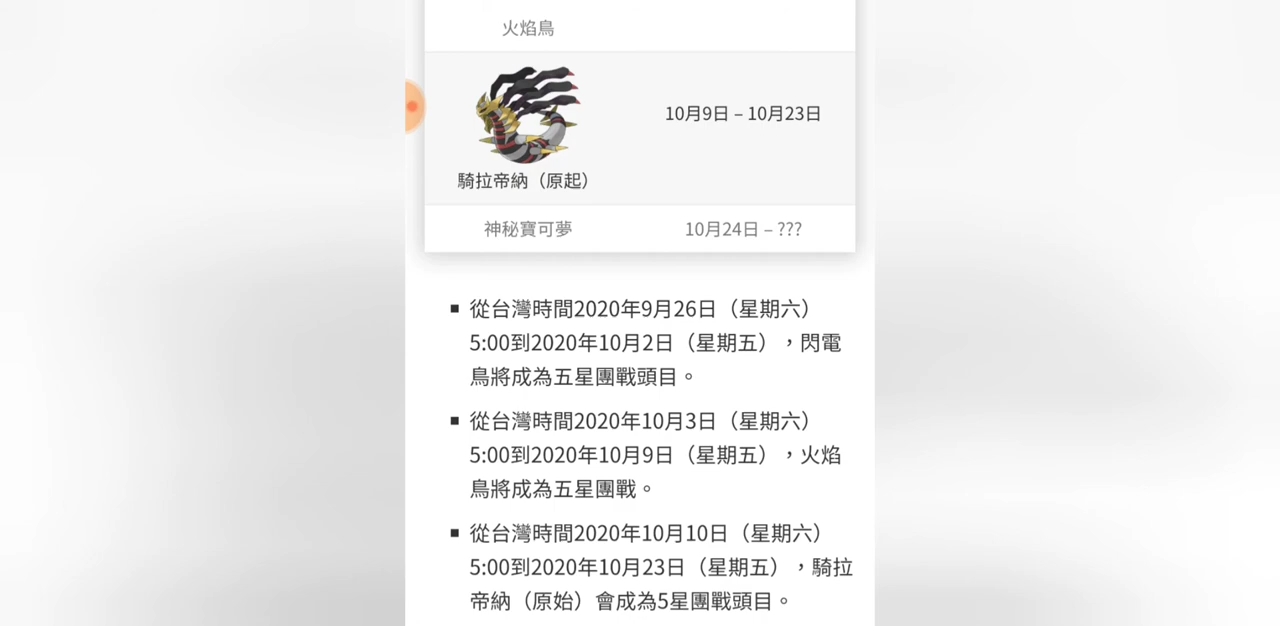 火焰鳥
10月9日 – 10月23日
騎拉帝納（原起）
神秘寶可夢 10月24日 – ???
▪ 從台灣時間2020年9月26日（星期六）
5:00到2020年10月2日（星期五），閃電
鳥將成為五星團戰頭目。
▪ 從台灣時間2020年10月3日（星期六）
5:00到2020年10月9日（星期五），火焰
鳥將成為五星團戰。
▪ 從台灣時間2020年10月10日（星期六）
5:00到2020年10月23日（星期五），騎拉
帝納（原始）會成為5星團戰頭目。